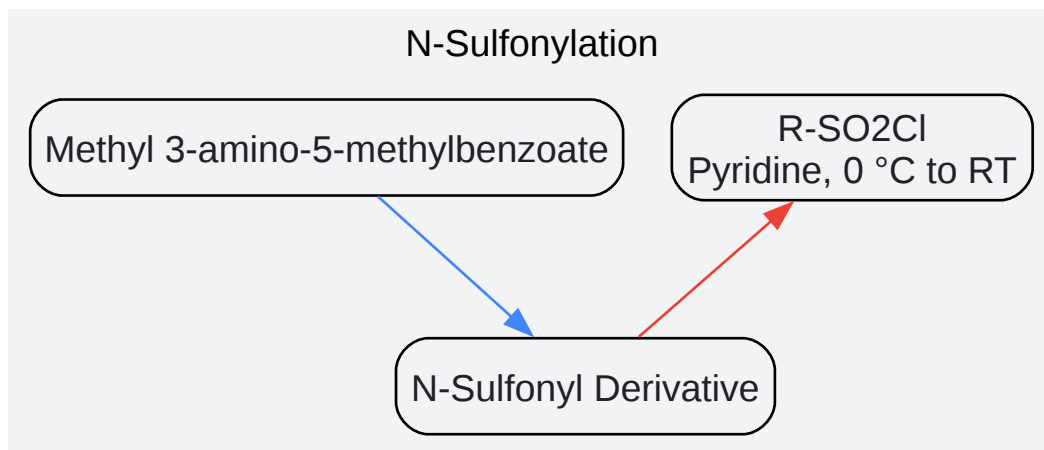 N-Sulfonylation
Methyl 3-amino-5-methylbenzoate
R-SO2Cl
Pyridine, 0 °C to RT
N-Sulfonyl Derivative